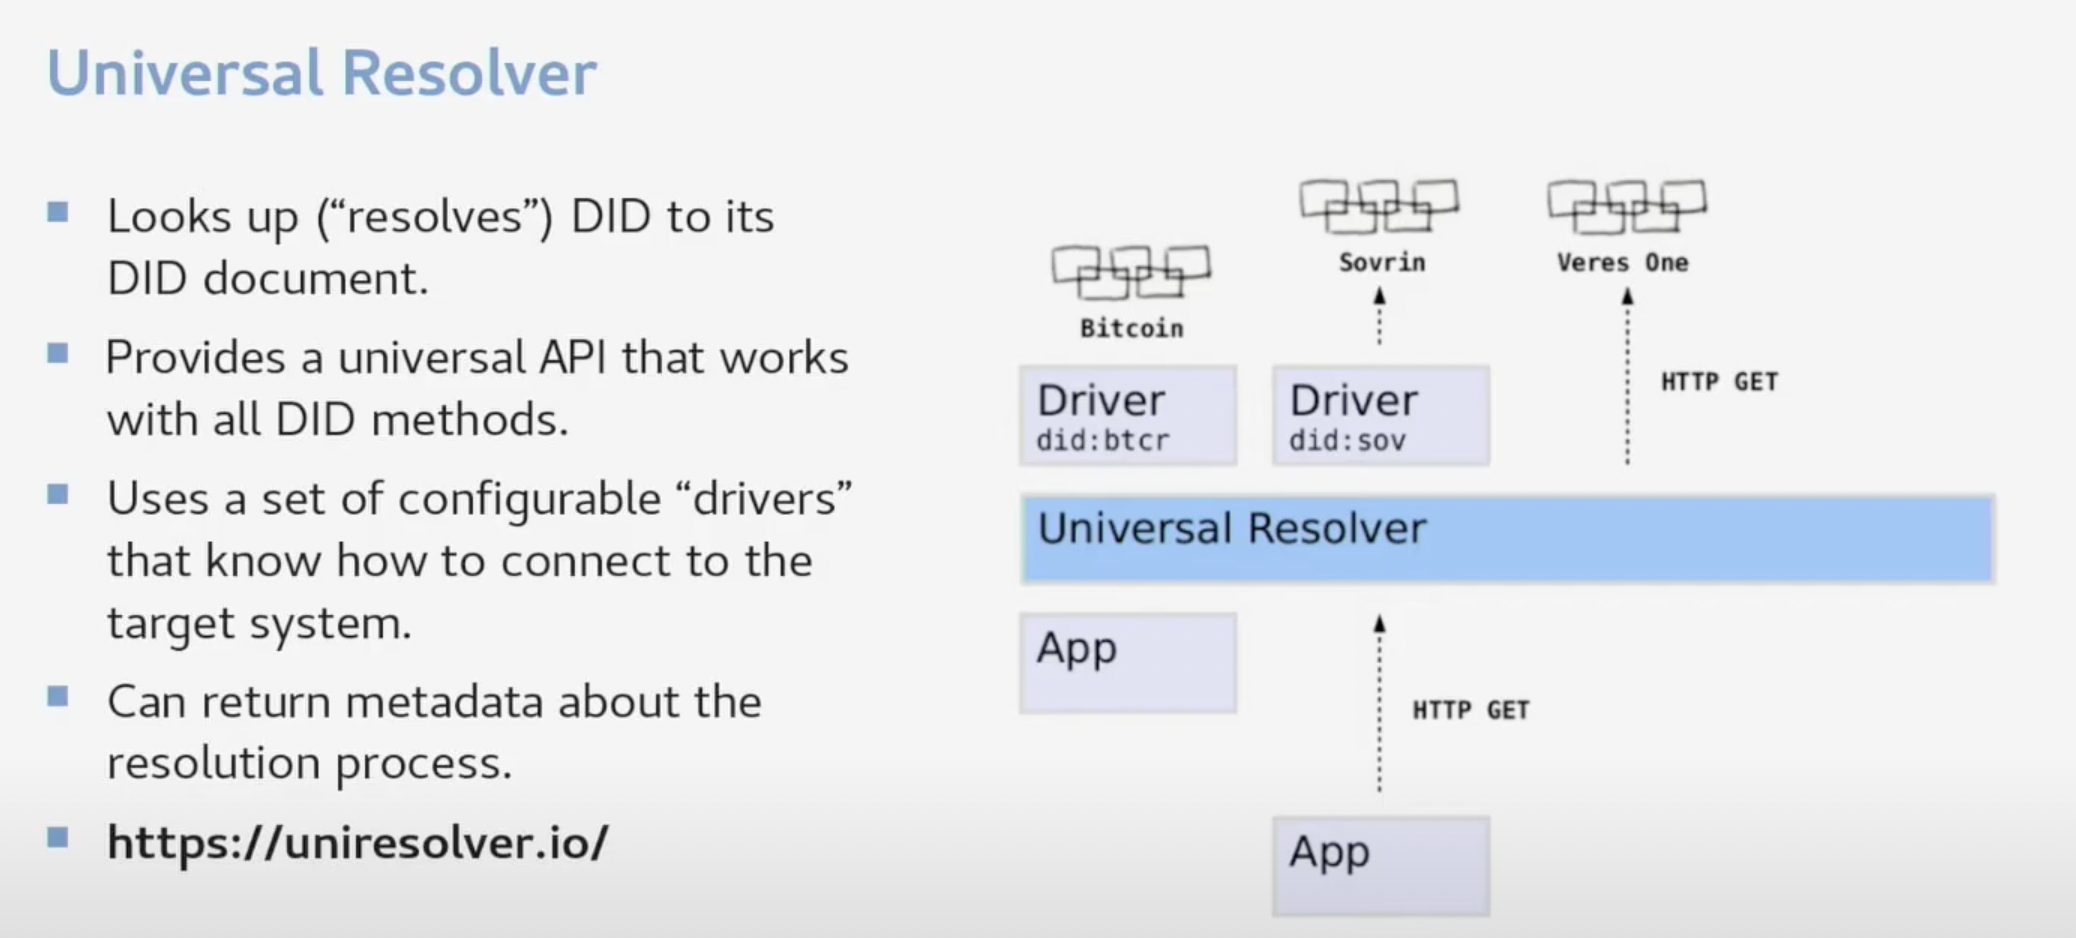 Universal Resolver
Looks up (“resolves”) DID to its
DID document.
Provides a universal API that works
with all DID methods.
Uses a set of configurable “drivers”
that know how to connect to the
target system.
Can return metadata about the
resolution process.
https://uniresolver.io/
Bitcoin
Sovrin
Veres One
Driver
did:btcr
Driver
did:sov
HTTP GET
Universal Resolver
App
HTTP GET
App